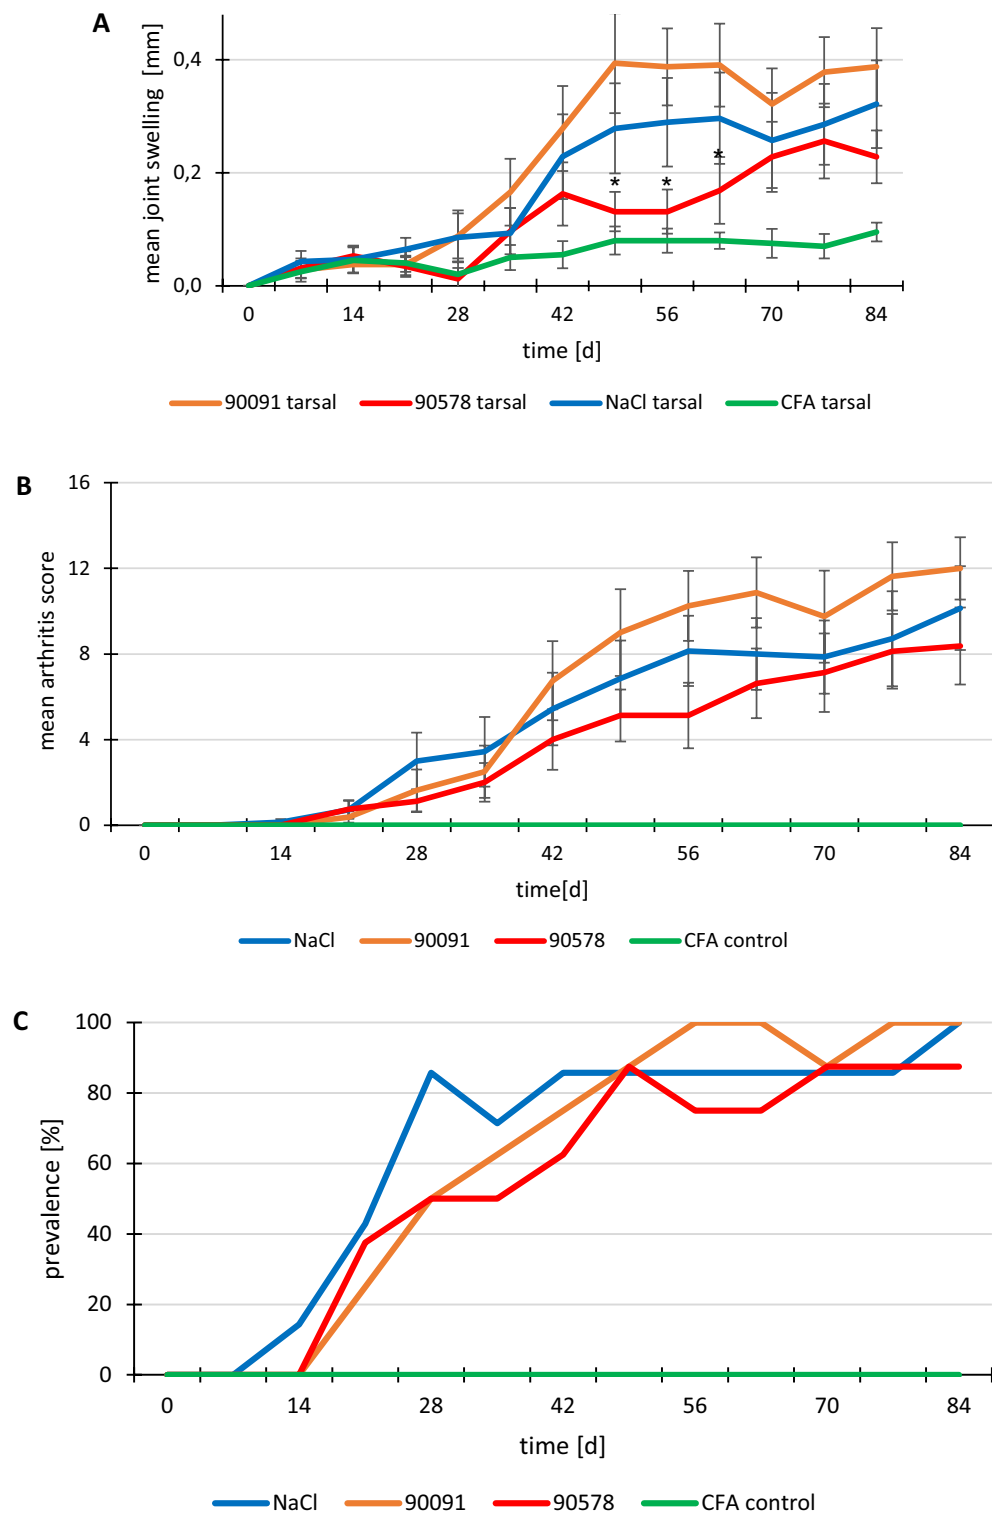 A
mean joint swelling [mm]
0,4
0,2
0,0
*
*
*
0 14 28 42 56 70 84
time [d]
90091 tarsal 90578 tarsal NaCl tarsal CFA tarsal
B
mean arthritis score
16
12
8
4
0
0 14 28 42 56 70 84
time[d]
NaCl 90091 90578 CFA control
C
prevalence [%]
100
80
60
40
20
0
0 14 28 42 56 70 84
time [d]
NaCl 90091 90578 CFA control